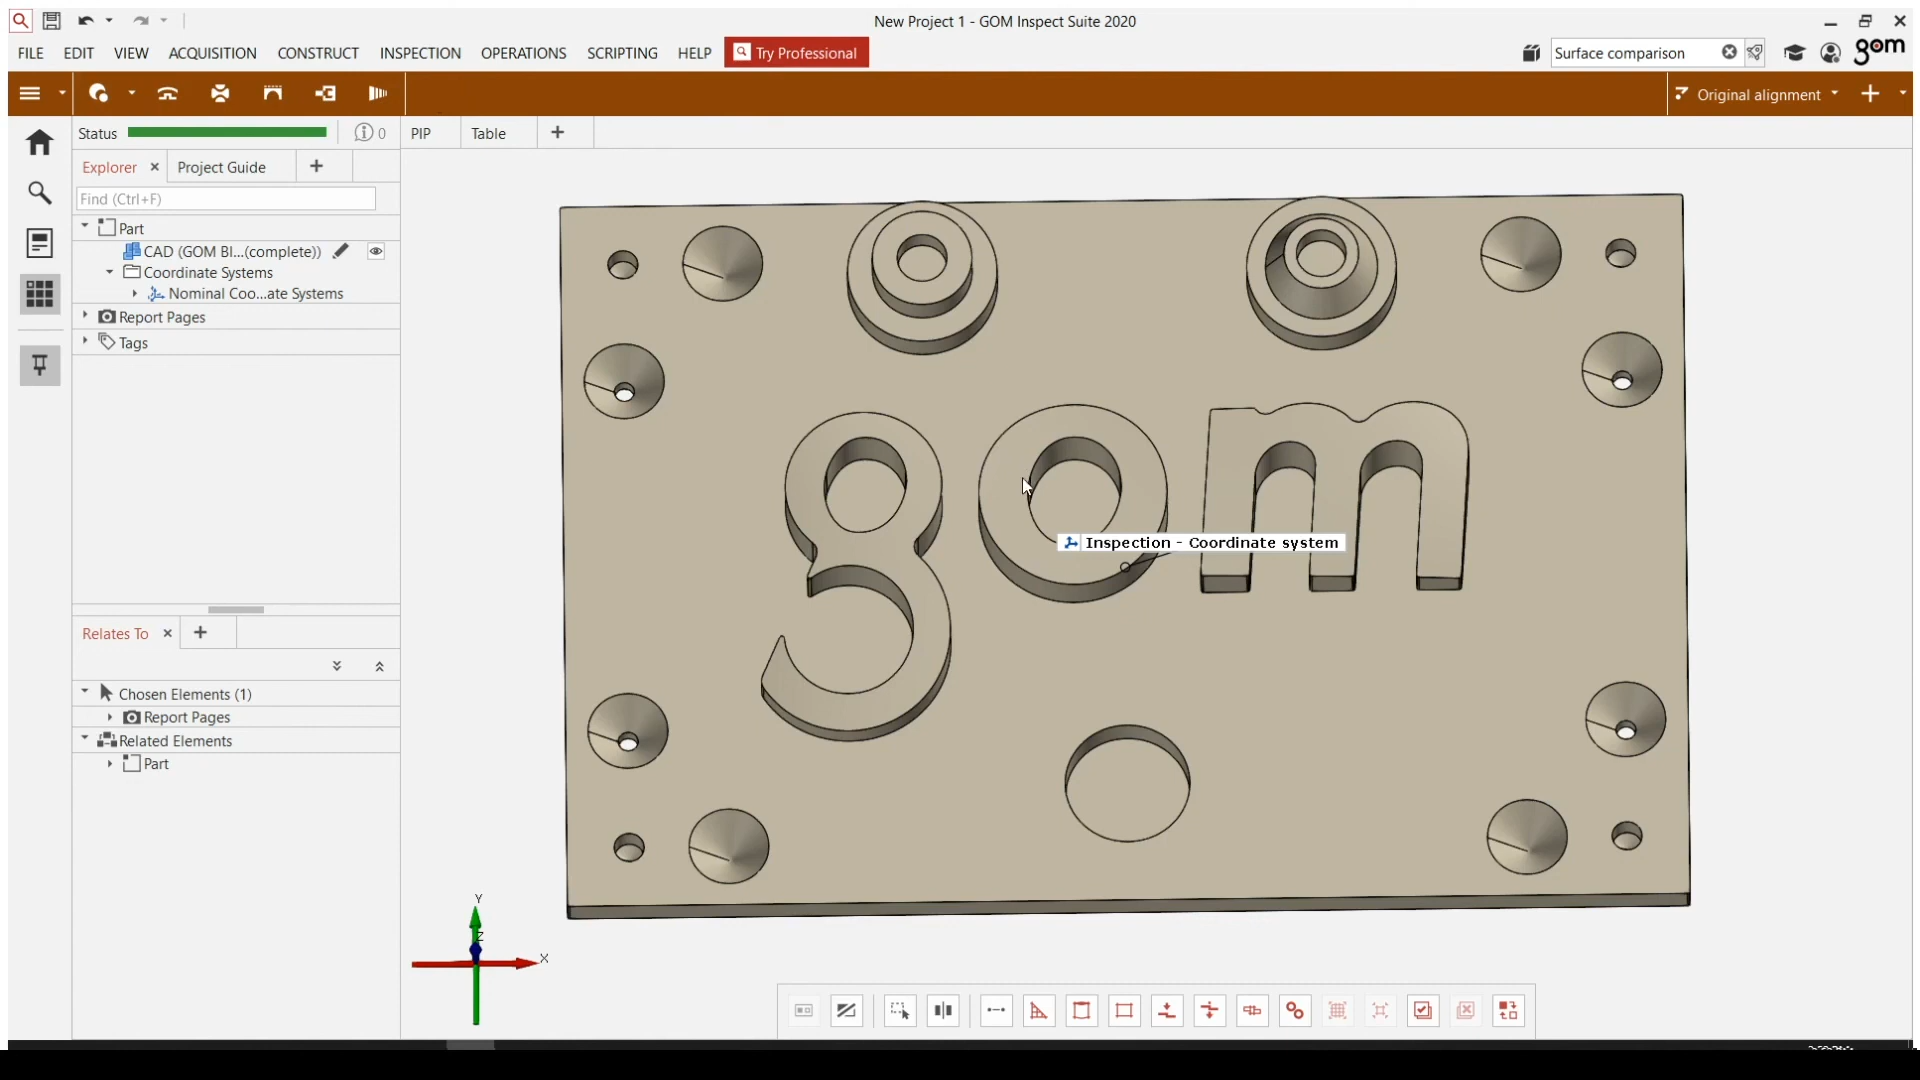 New Project 1 - GOM Inspect Suite 2020
FILE EDIT VIEW ACQUISITION CONSTRUCT INSPECTION OPERATIONS SCRIPTING HELP Try Professional Surface comparison gom
Original alignment
Status 0 PIP Table
Explorer Project Guide
Find (Ctrl+F)
Part
CAD (GOM Bl...(complete))
Coordinate Systems
Nominal Coo...ate Systems
Report Pages
Tags
gom
Inspection - Coordinate system
Relates To
Chosen Elements (1)
Report Pages
Related Elements
Part
Y
Z
X